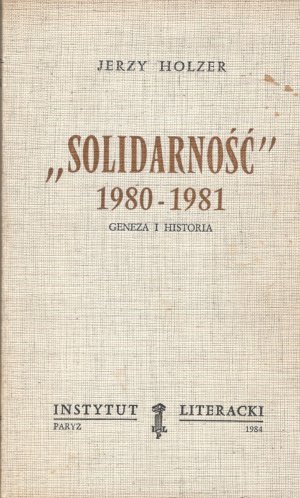 JERZY HOLZER
„SOLIDARNOŚĆ”
1980 - 1981
GENEZA I HISTORIA
INSTYTUT LITERACKI
PARYŻ 1984